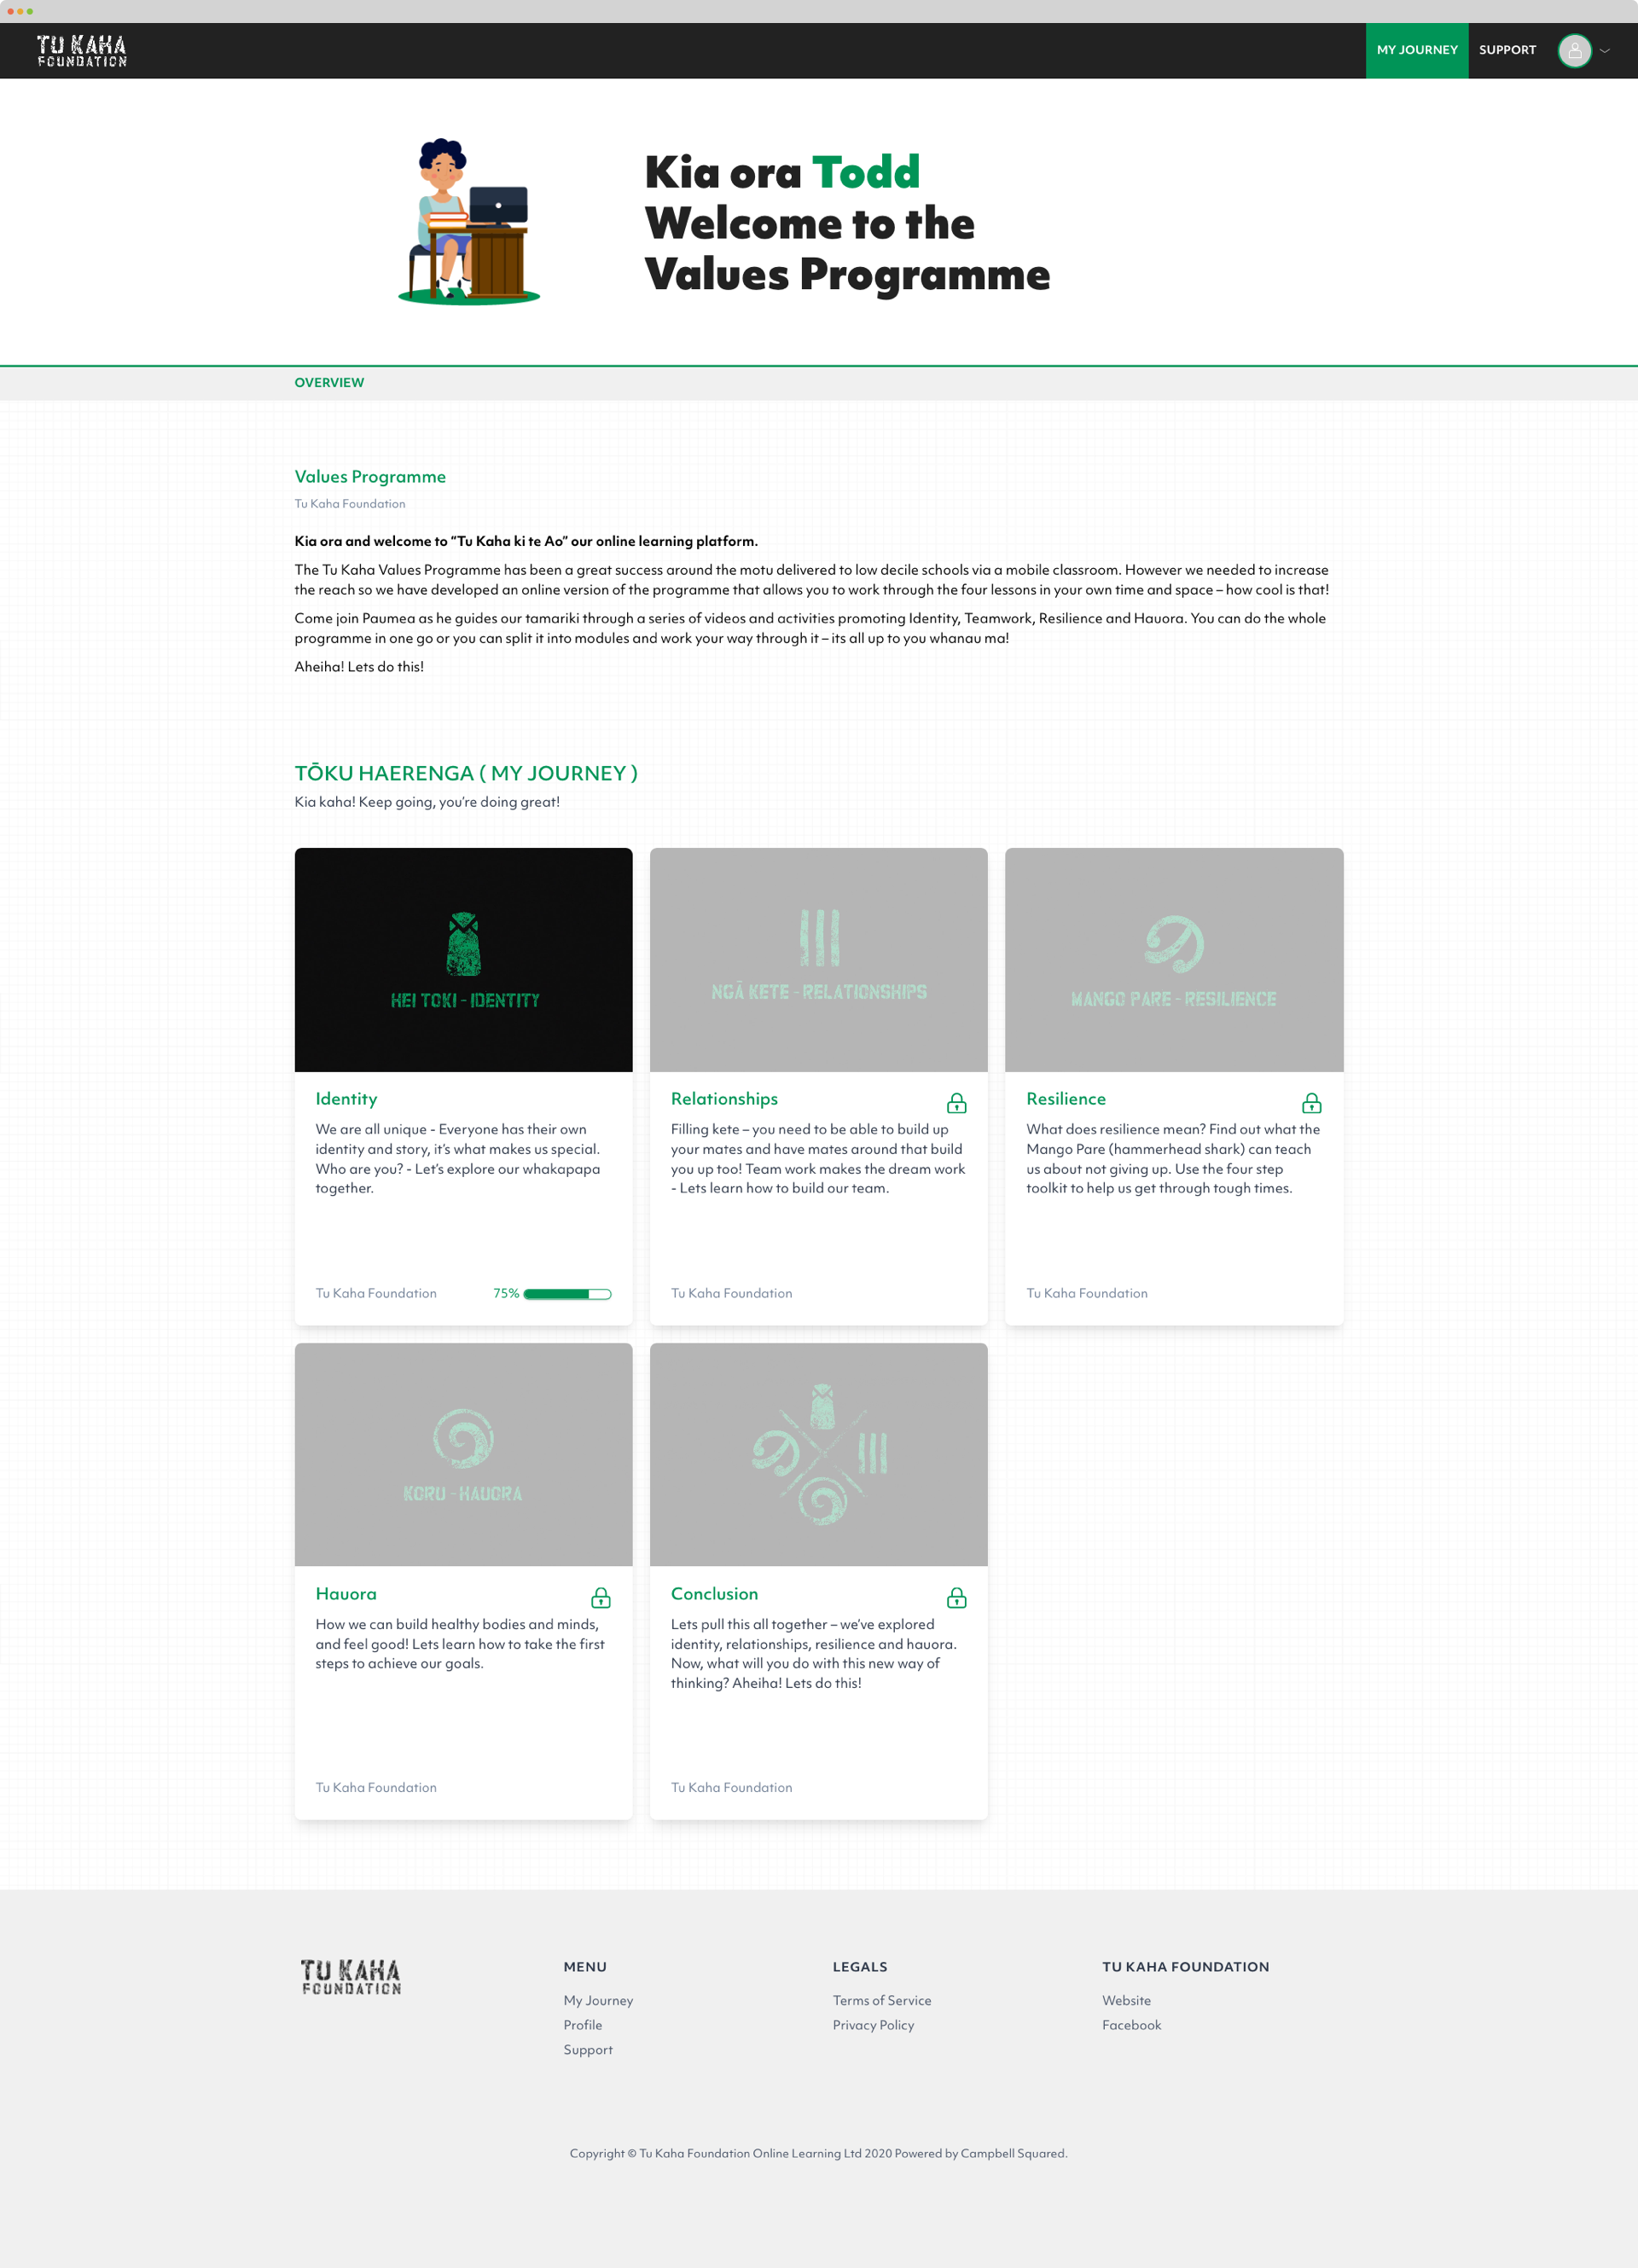 TU KAHA
FOUNDATION
MY JOURNEY
SUPPORT
Kia ora Todd
Welcome to the
Values Programme
OVERVIEW
Values Programme
Tu Kaha Foundation
Kia ora and welcome to “Tu Kaha ki te Ao” our online learning platform.
The Tu Kaha Values Programme has been a great success around the motu delivered to low decile schools via a mobile classroom. However we needed to increase
the reach so we have developed an online version of the programme that allows you to work through the four lessons in your own time and space – how cool is that!
Come join Paumea as he guides our tamariki through a series of videos and activities promoting Identity, Teamwork, Resilience and Hauora. You can do the whole
programme in one go or you can split it into modules and work your way through it – its all up to you whanau ma!
Aheiha! Lets do this!
TŌKU HAERENGA ( MY JOURNEY )
Kia kaha! Keep going, you’re doing great!
HEI TOKI - IDENTITY
Identity
We are all unique - Everyone has their own
identity and story, it’s what makes us special.
Who are you? - Let’s explore our whakapapa
together.
Tu Kaha Foundation
75%
NGĀ KETE - RELATIONSHIPS
Relationships
Filling kete – you need to be able to build up
your mates and have mates around that build
you up too! Team work makes the dream work
- Lets learn how to build our team.
Tu Kaha Foundation
MANGO PARE - RESILIENCE
Resilience
What does resilience mean? Find out what the
Mango Pare (hammerhead shark) can teach
us about not giving up. Use the four step
toolkit to help us get through tough times.
Tu Kaha Foundation
KORU - HAUORA
Hauora
How we can build healthy bodies and minds,
and feel good! Lets learn how to take the first
steps to achieve our goals.
Tu Kaha Foundation
Conclusion
Lets pull this all together – we’ve explored
identity, relationships, resilience and hauora.
Now, what will you do with this new way of
thinking? Aheiha! Lets do this!
Tu Kaha Foundation
TU KAHA
FOUNDATION
MENU
My Journey
Profile
Support
LEGALS
Terms of Service
Privacy Policy
TU KAHA FOUNDATION
Website
Facebook
Copyright © Tu Kaha Foundation Online Learning Ltd 2020 Powered by Campbell Squared.